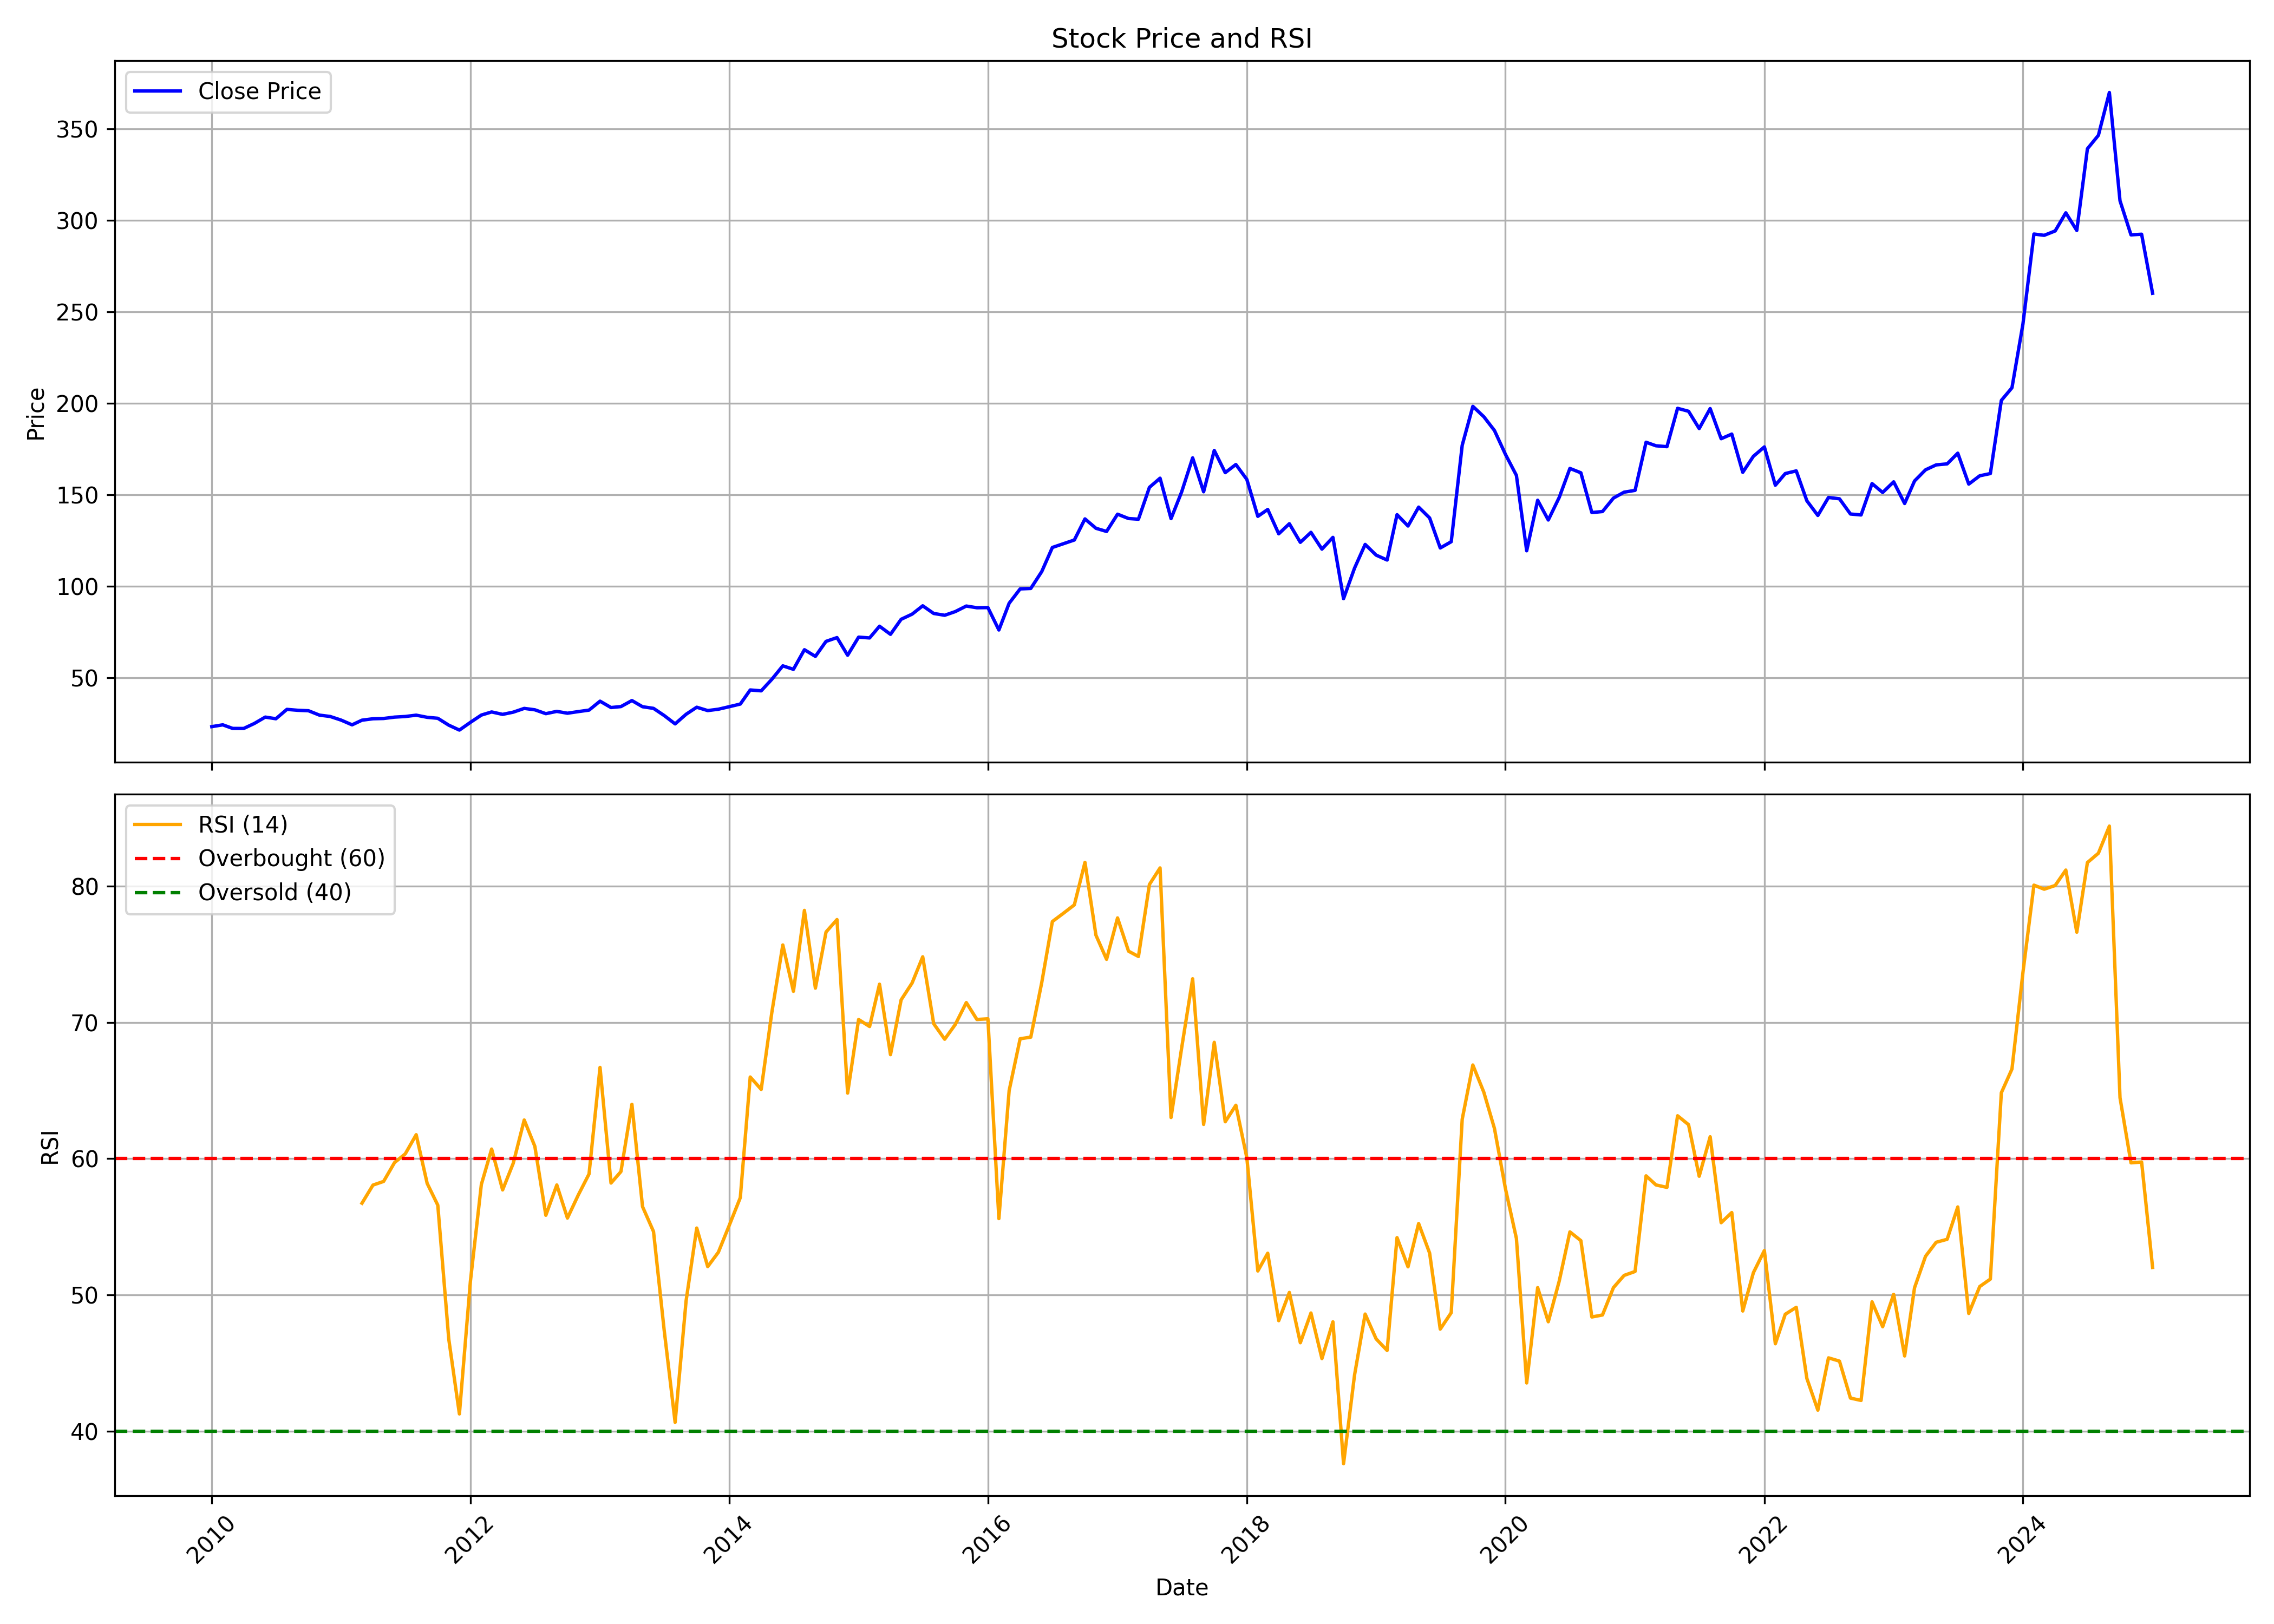 Stock Price and RSI
Close Price
350
300
250
200
150
100
50
Price
RSI (14)
Overbought (60)
Oversold (40)
80
70
60
50
40
RSI
2010
2012
2014
2016
2018
2020
2022
2024
Date